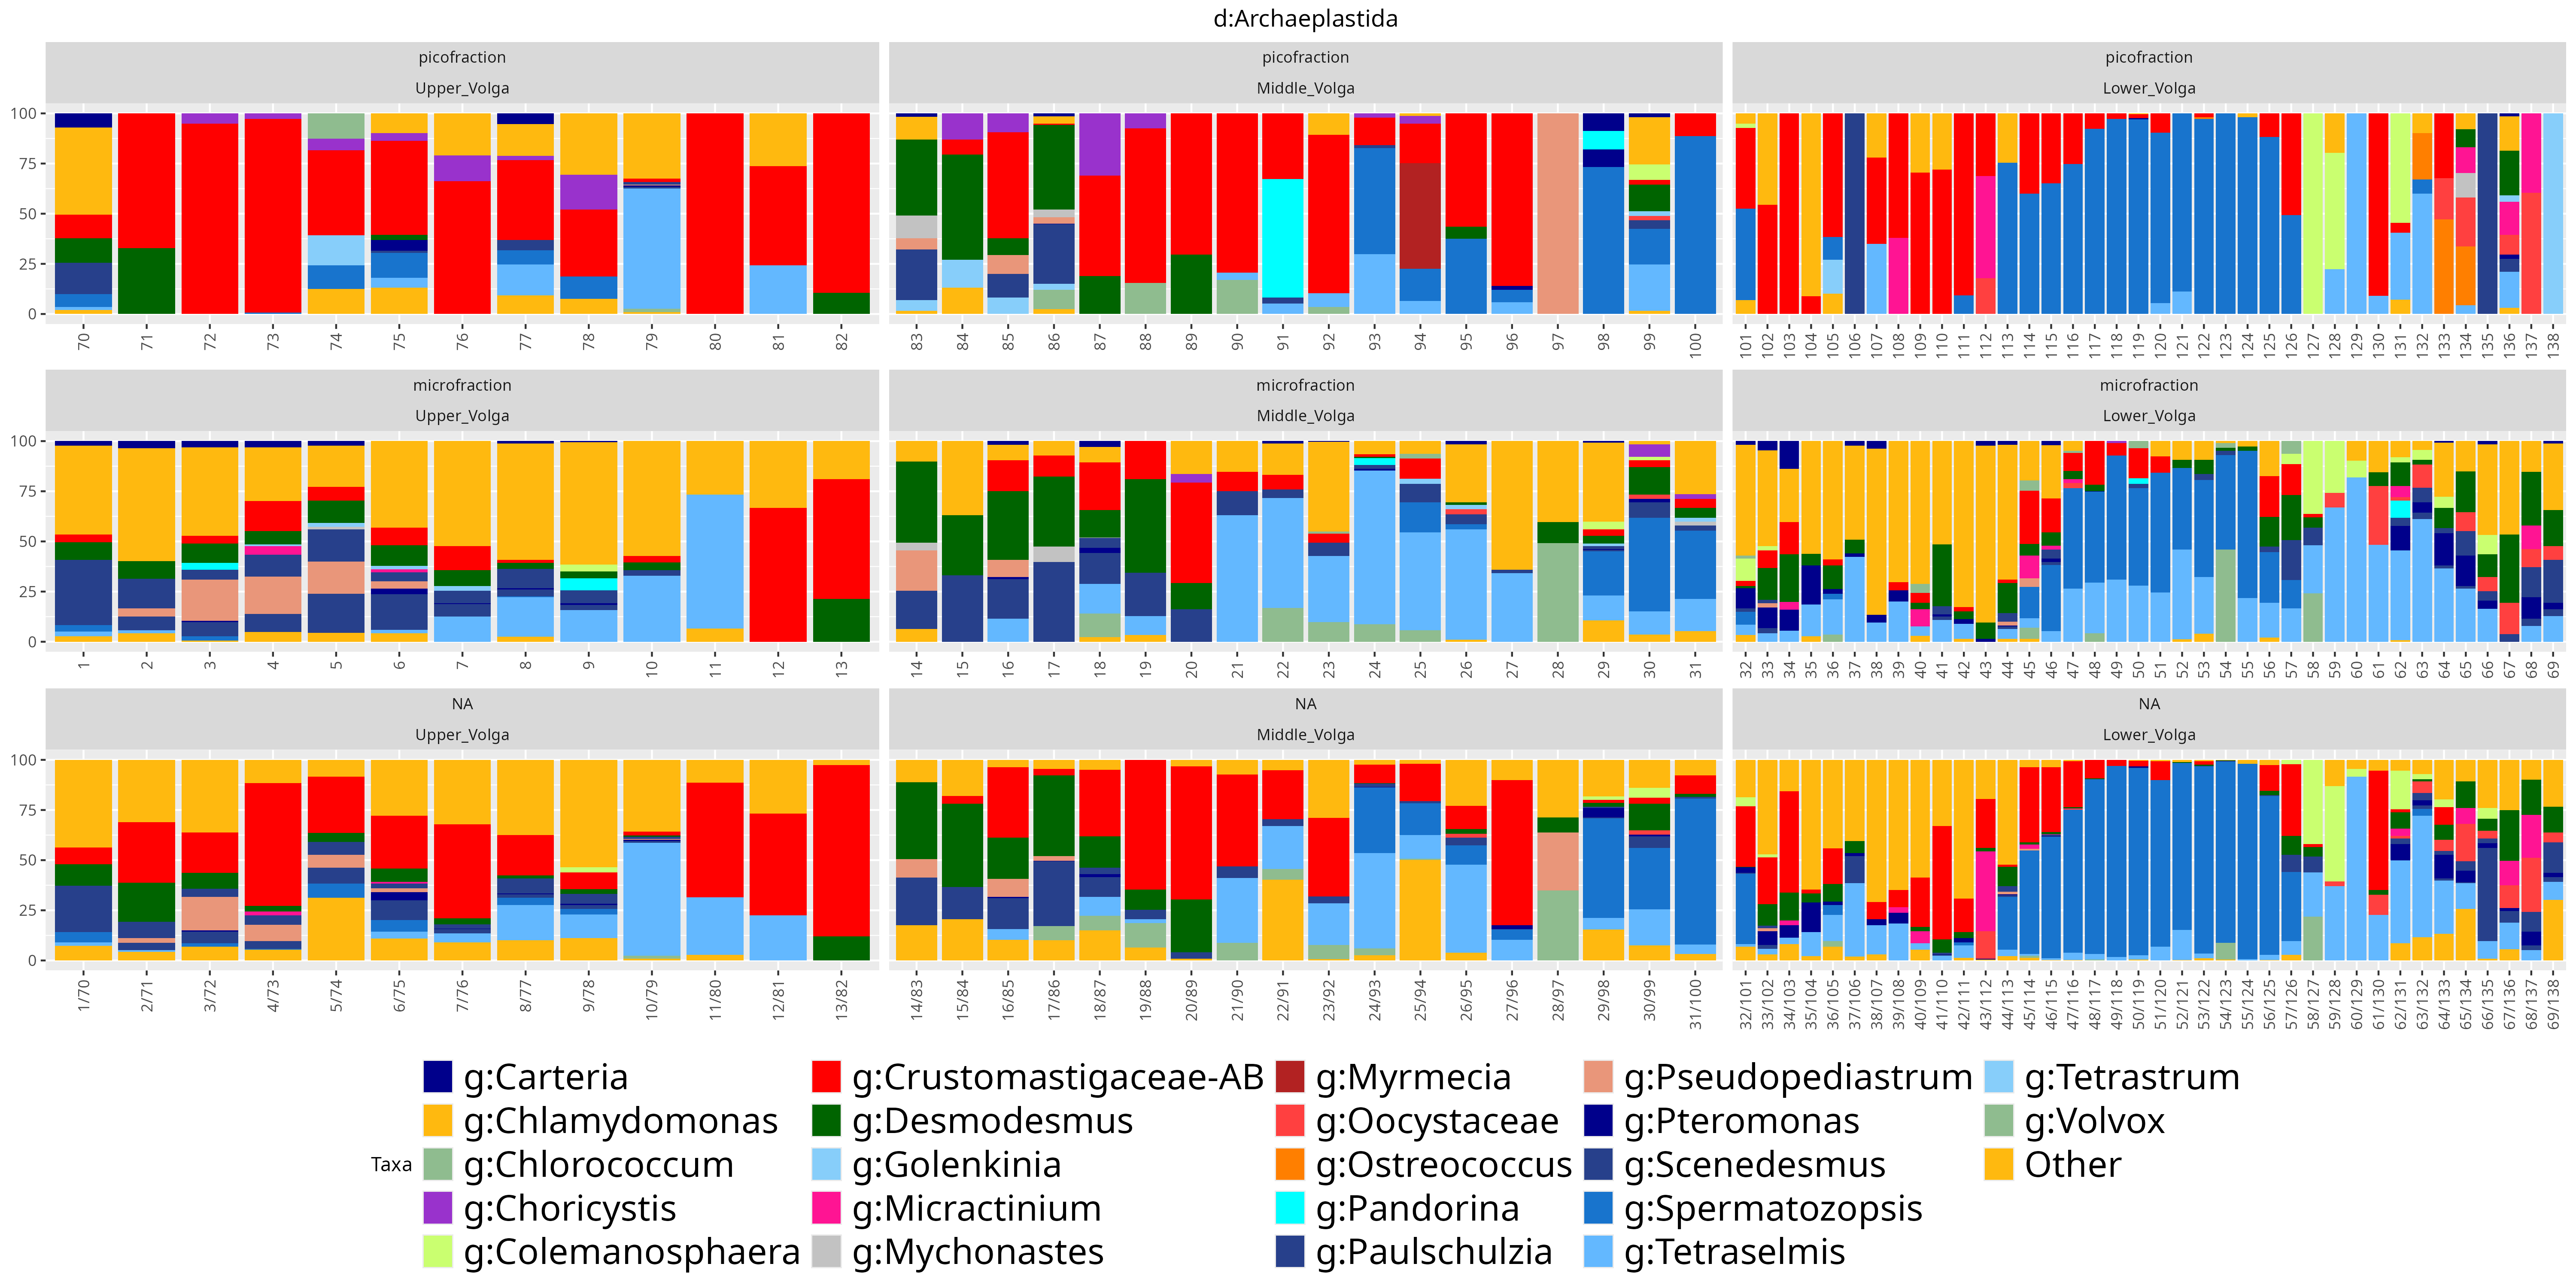 d:Archaeplastida
picofraction picofraction picofraction
Upper_Volga Middle_Volga Lower_Volga
100
75
50
25
0
70 71 72 73 74 75 76 77 78 79 80 81 82 83 84 85 86 87 88 89 90 91 92 93 94 95 96 97 98 99 100 101 102 103 104 105 106 107 108 109 110 111 112 113 114 115 116 117 118 119 120 121 122 123 124 125 126 127 128 129 130 131 132 133 134 135 136 137 138
microfraction microfraction microfraction
Upper_Volga Middle_Volga Lower_Volga
100
75
50
25
0
1 2 3 4 5 6 7 8 9 10 11 12 13 14 15 16 17 18 19 20 21 22 23 24 25 26 27 28 29 30 31 32 33 34 35 36 37 38 39 40 41 42 43 44 45 46 47 48 49 50 51 52 53 54 55 56 57 58 59 60 61 62 63 64 65 66 67 68 69
NA NA NA
Upper_Volga Middle_Volga Lower_Volga
100
75
50
25
0
1/70 2/71 3/72 4/73 5/74 6/75 7/76 8/77 9/78 10/79 11/80 12/81 13/82 14/83 15/84 16/85 17/86 18/87 19/88 20/89 21/90 22/91 23/92 24/93 25/94 26/95 27/96 28/97 29/98 30/99 31/100 32/101 33/102 34/103 35/104 36/105 37/106 38/107 39/108 40/109 41/110 42/111 43/112 44/113 45/114 46/115 47/116 48/117 49/118 50/119 51/120 52/121 53/122 54/123 55/124 56/125 57/126 58/127 59/128 60/129 61/130 62/131 63/132 64/133 65/134 66/135 67/136 68/137 69/138
g:Carteria g:Crustomastigaceae-AB g:Myrmecia g:Pseudopediastrum g:Tetrastrum
g:Chlamydomonas g:Desmodesmus g:Oocystaceae g:Pteromonas g:Volvox
Taxa g:Chlorococcum g:Golenkinia g:Ostreococcus g:Scenedesmus Other
g:Choricystis g:Micractinium g:Pandorina g:Spermatozopsis
g:Colemanosphaera g:Mychonastes g:Paulschulzia g:Tetraselmis